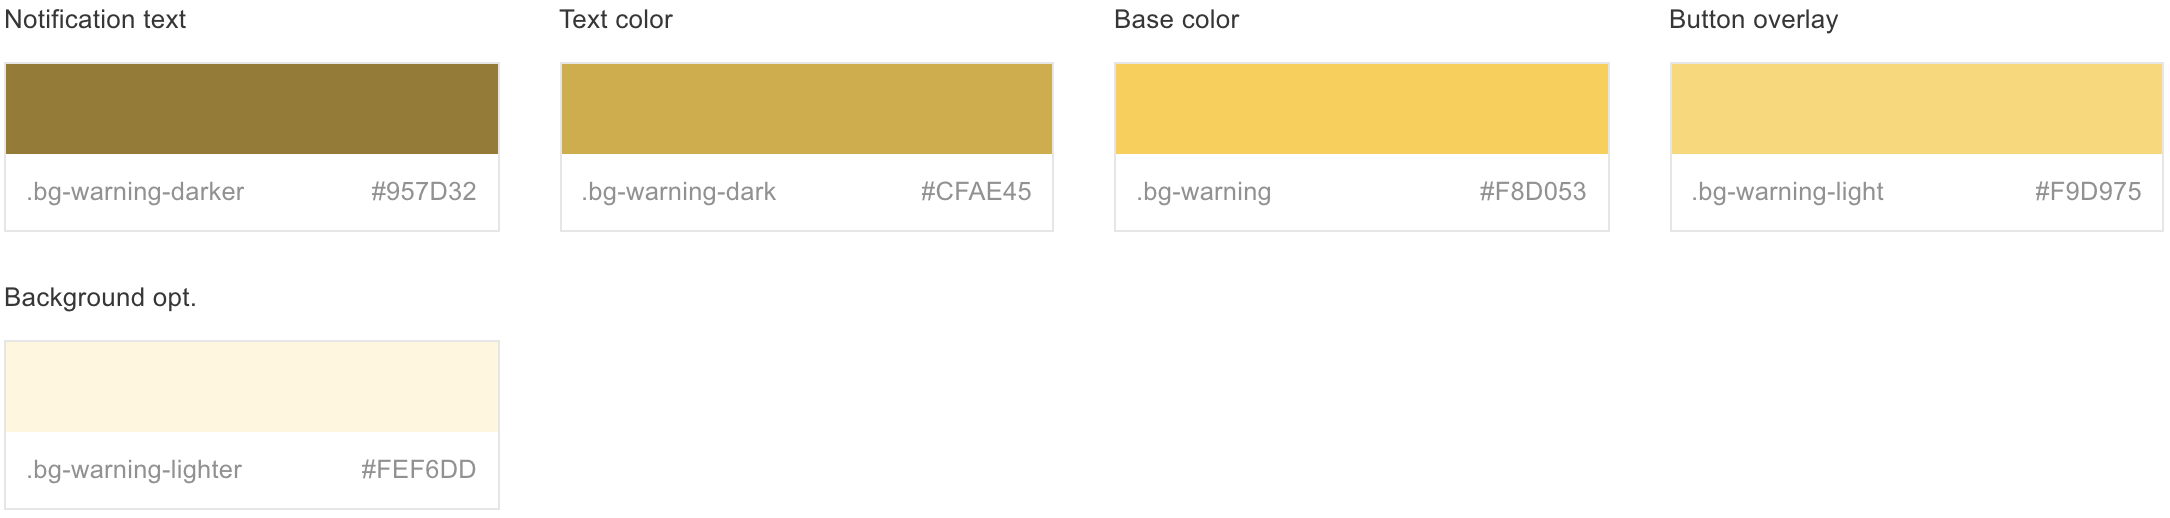 Notification text
.bg-warning-darker #957D32
Text color
.bg-warning-dark #CFAE45
Base color
.bg-warning #F8D053
Button overlay
.bg-warning-light #F9D975
Background opt.
.bg-warning-lighter #FEF6DD